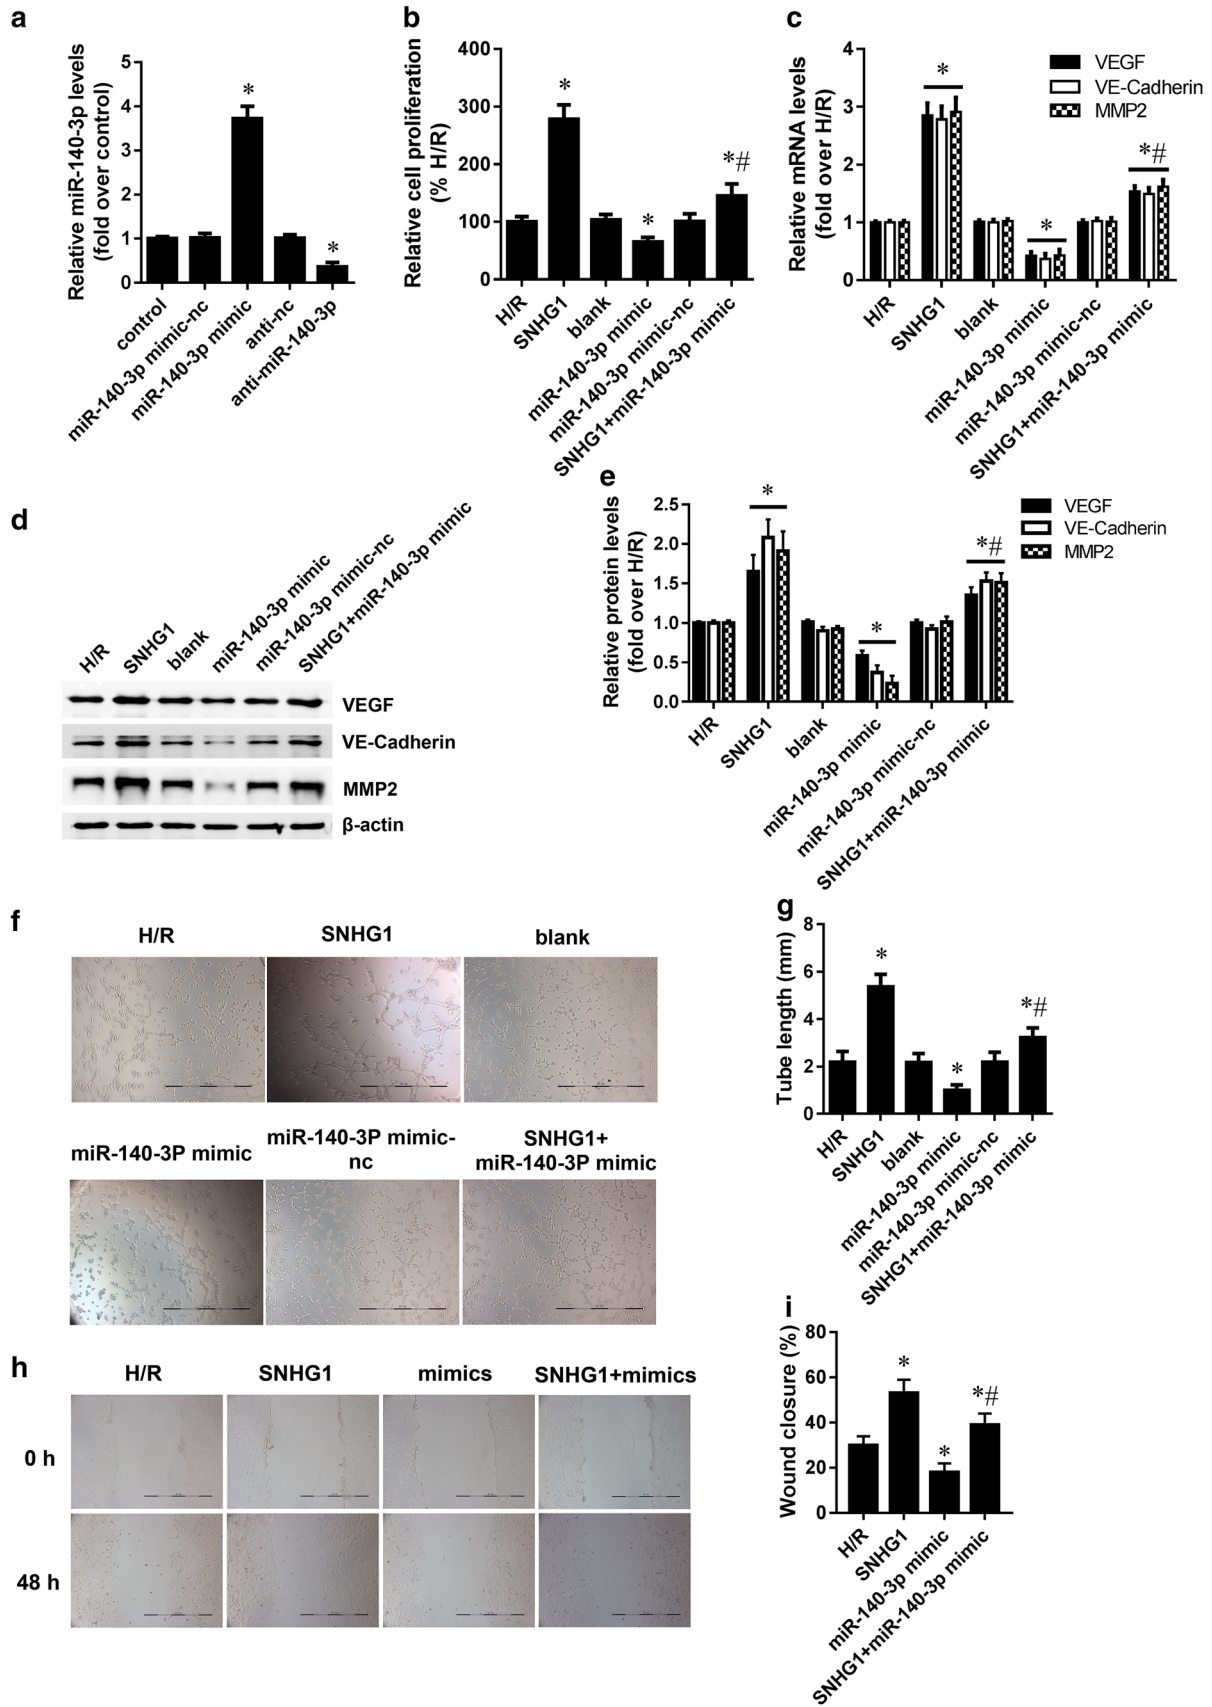 a
Relative miR-140-3p levels
(fold over control)
5
4
3
2
1
0
*
*
control
miR-140-3p mimic-nc
miR-140-3p mimic
anti-nc
anti-miR-140-3p
b
Relative cell proliferation
(% H/R)
400
300
200
100
0
*
*
*#
H/R
SNHG1
blank
miR-140-3p mimic
miR-140-3p mimic-nc
SNHG1+miR-140-3p mimic
c
Relative mRNA levels
(fold over H/R)
4
3
2
1
0
*
*
*#
VEGF
VE-Cadherin
MMP2
H/R
SNHG1
blank
miR-140-3p mimic
miR-140-3p mimic-nc
SNHG1+miR-140-3p mimic
d
H/R
SNHG1
blank
miR-140-3p mimic
miR-140-3p mimic-nc
SNHG1+miR-140-3p mimic
VEGF
VE-Cadherin
MMP2
β-actin
e
Relative protein levels
(fold over H/R)
2.5
2.0
1.5
1.0
0.5
0.0
*
*
*#
VEGF
VE-Cadherin
MMP2
H/R
SNHG1
blank
miR-140-3p mimic
miR-140-3p mimic-nc
SNHG1+miR-140-3p mimic
f
H/R
SNHG1
blank
miR-140-3P mimic
miR-140-3P mimic-
nc
SNHG1+
miR-140-3P mimic
g
Tube length (mm)
8
6
4
2
0
*
*
*#
H/R
SNHG1
blank
miR-140-3p mimic
miR-140-3p mimic-nc
SNHG1+miR-140-3p mimic
h
H/R
SNHG1
mimics
SNHG1+mimics
0 h
48 h
i
Wound closure (%)
80
60
40
20
0
*
*
*#
H/R
SNHG1
miR-140-3p mimic
SNHG1+miR-140-3p mimic